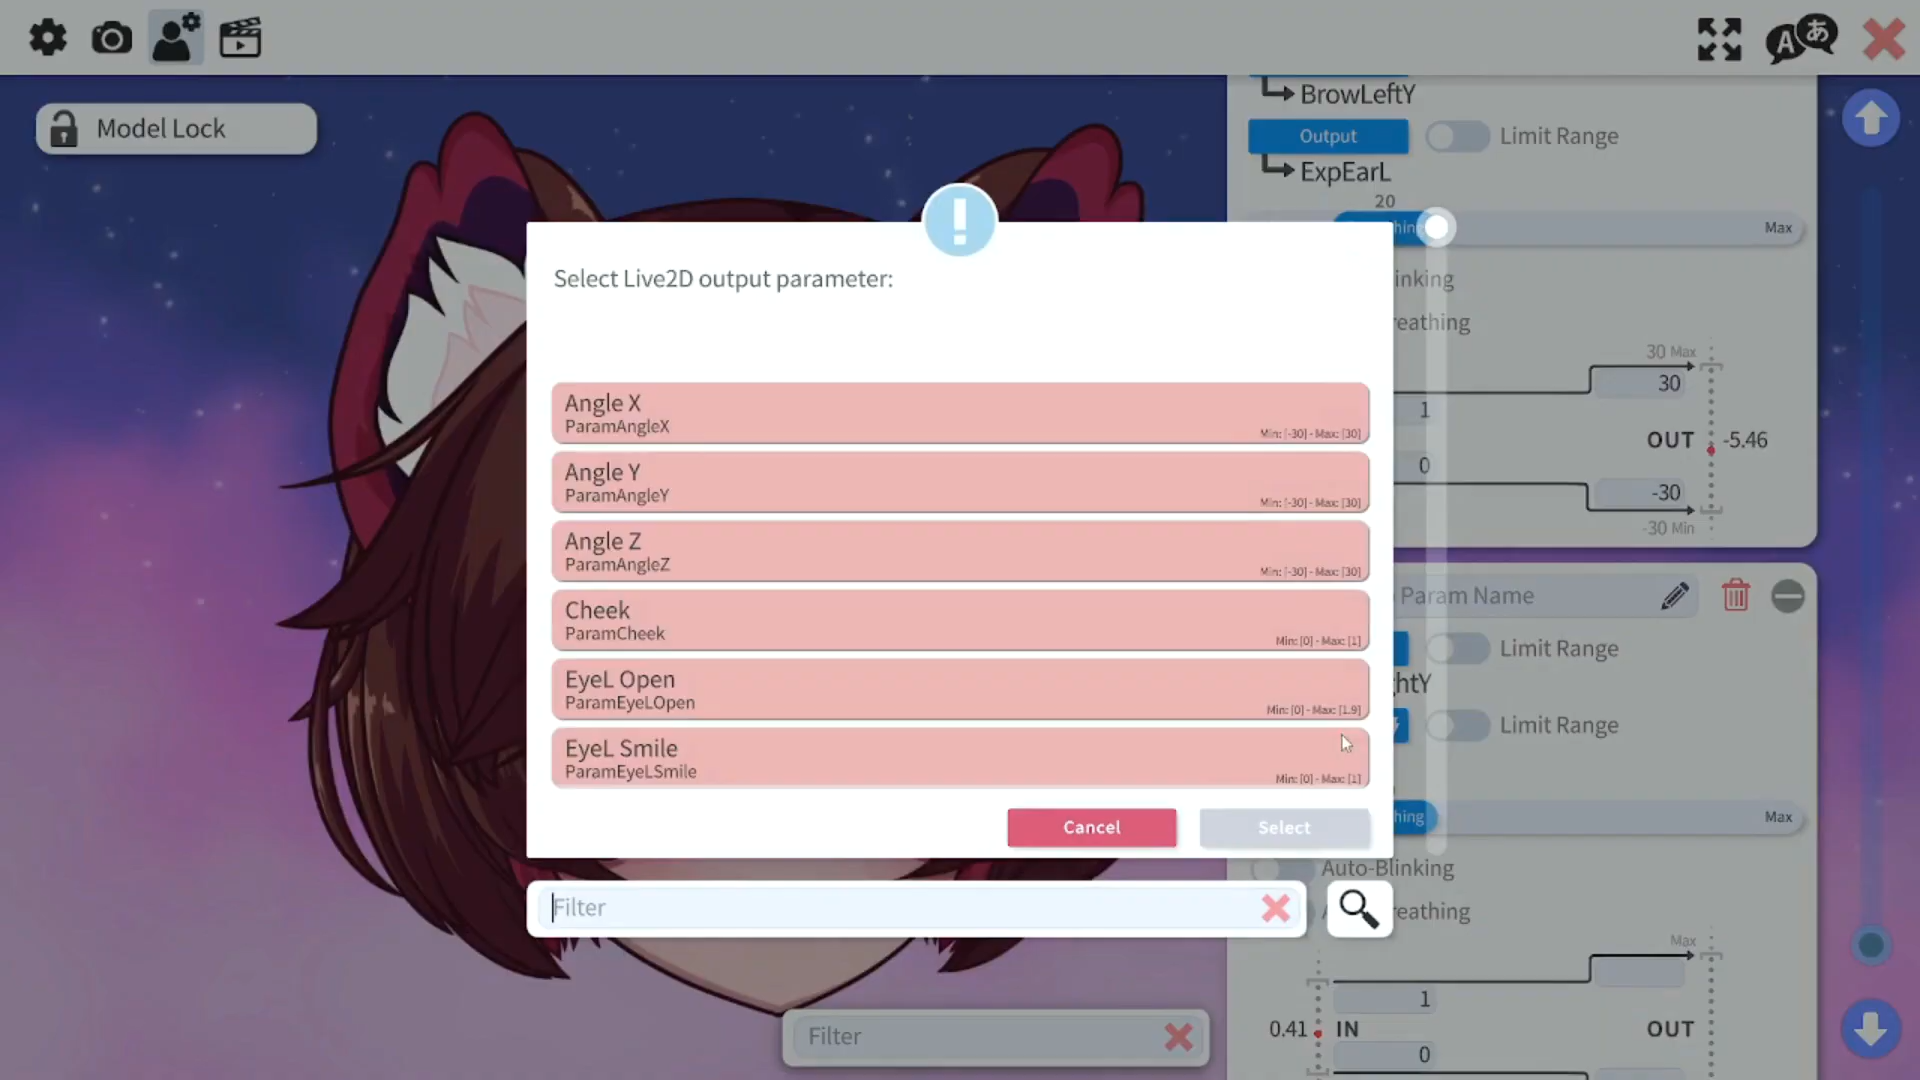 A あ
Model Lock
BrowLeftY
Output
Limit Range
ExpEarL
20
Max
Select Live2D output parameter:
Angle X
ParamAngleX
Min: [-30] - Max: [30]
Angle Y
ParamAngleY
Min: [-30] - Max: [30]
Angle Z
ParamAngleZ
Min: [-30] - Max: [30]
Cheek
ParamCheek
Min: [0] - Max: [1]
EyeL Open
ParamEyeLOpen
Min: [0] - Max: [1.9]
EyeL Smile
ParamEyeLSmile
Min: [0] - Max: [1]
Cancel
Select
Filter
Filter
inking
reathing
30 Max
30
1
OUT
-5.46
0
-30
-30 Min
Param Name
Limit Range
htY
Limit Range
hing
Max
Auto-Blinking
reathing
Max
1
0.41
IN
OUT
0